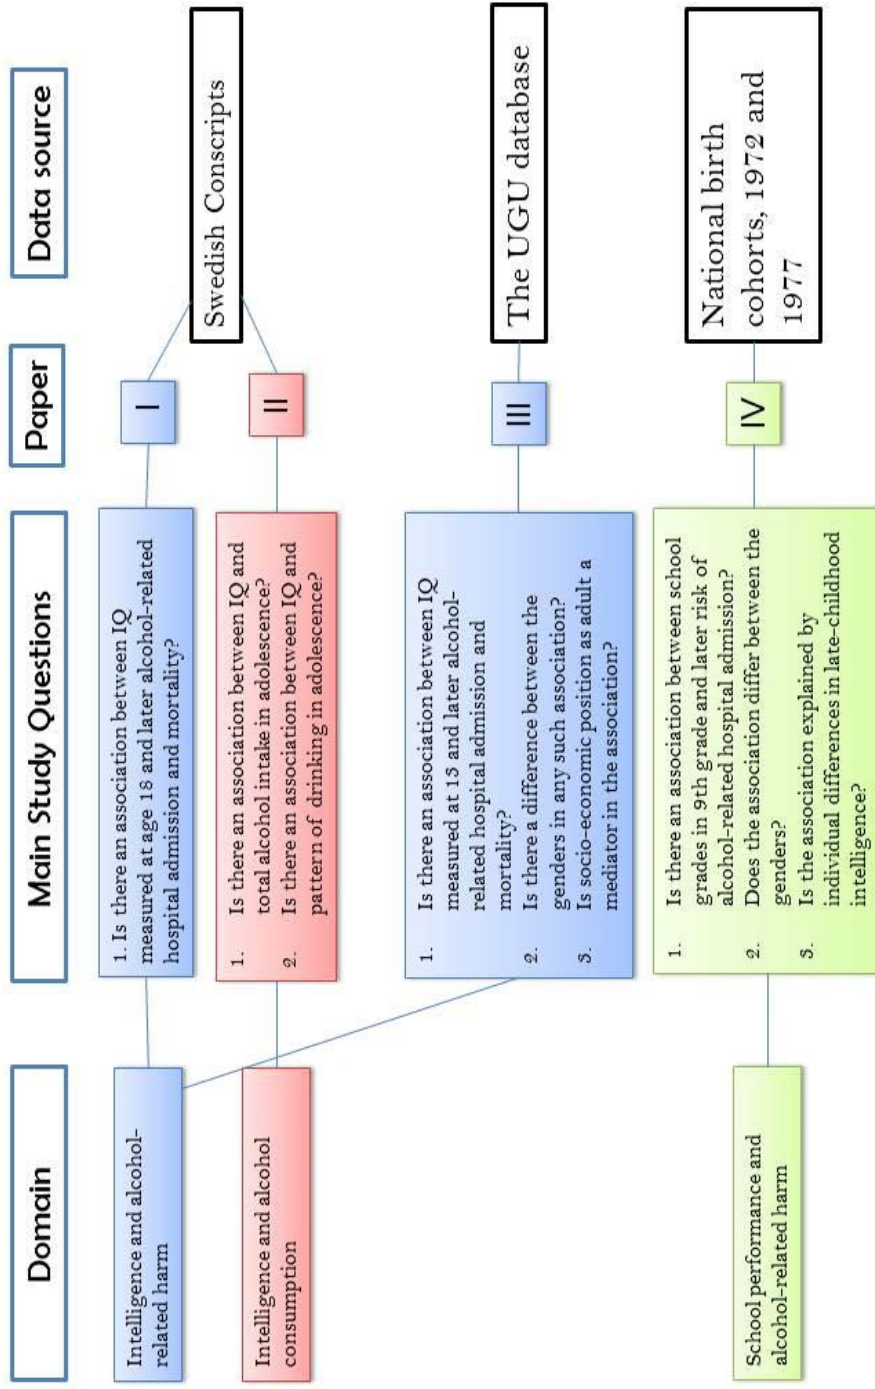 Domain
Main Study Questions
Paper
Data source
Intelligence and alcohol-
related harm
1. Is there an association between IQ
measured at age 18 and later alcohol-related
hospital admission and mortality?
I
Swedish Conscripts
Intelligence and alcohol
consumption
1. Is there an association between IQ and
total alcohol intake in adolescence?
2. Is there an association between IQ and
pattern of drinking in adolescence?
II
1. Is there an association between IQ
measured at 13 and later alcohol-
related hospital admission and
mortality?
2. Is there a difference between the
genders in any such association?
3. Is socio-economic position as adult a
mediator in the association?
III
The UGU database
School performance and
alcohol-related harm
1. Is there an association between school
grades in 9th grade and later risk of
alcohol-related hospital admission?
2. Does the association differ between the
genders?
3. Is the association explained by
individual differences in late-childhood
intelligence?
IV
National birth
cohorts, 1972 and
1977